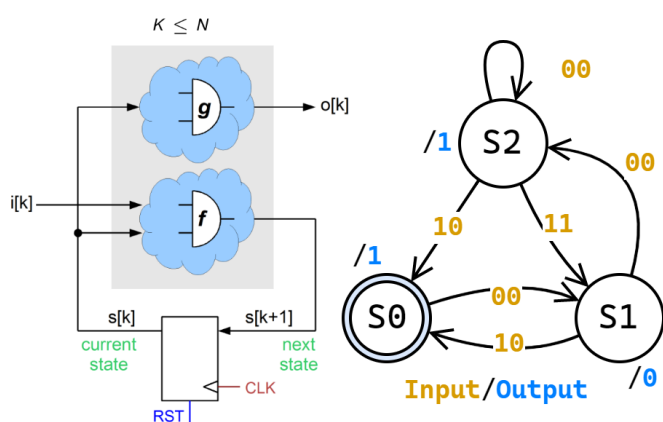 K ≤ N
g
o[k]
i[k]
f
s[k]
s[k+1]
current
state
next
state
CLK
RST
00
S2
/1
00
10
11
/1
S0
00
S1
10
/0
Input/Output